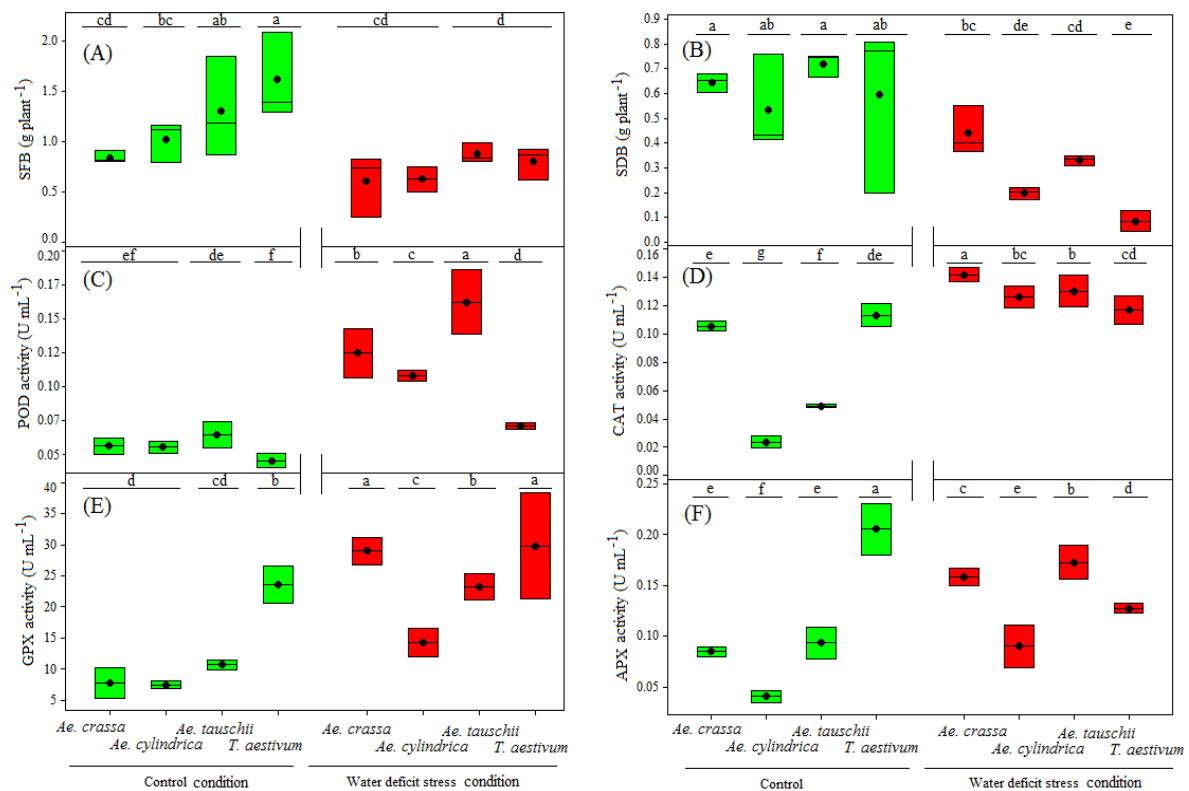 cd bc ab a cd d
(A)
SFB (g plant⁻¹)
2.0
1.5
1.0
0.5
0.0
a ab a ab bc de cd e
(B)
SDB (g plant⁻¹)
0.9
0.8
0.7
0.6
0.5
0.4
0.3
0.2
0.1
0.0
ef de f b c a d
(C)
POD activity (U mL⁻¹)
0.20
0.17
0.15
0.12
0.10
0.07
0.05
e g f de a bc b cd
(D)
CAT activity (U mL⁻¹)
0.16
0.14
0.12
0.10
0.08
0.06
0.04
0.02
0.00
d cd b a c b a
(E)
GPX activity (U mL⁻¹)
40
35
30
25
20
15
10
5
e f e a c e b d
(F)
APX activity (U mL⁻¹)
0.25
0.20
0.15
0.10
0.05
Ae. crassa Ae. cylindrica Ae. tauschii T. aestivum Ae. crassa Ae. cylindrica Ae. tauschii T. aestivum
Control condition Water deficit stress condition
Ae. crassa Ae. cylindrica Ae. tauschii T. aestivum Ae. crassa Ae. cylindrica Ae. tauschii T. aestivum
Control Water deficit stress condition